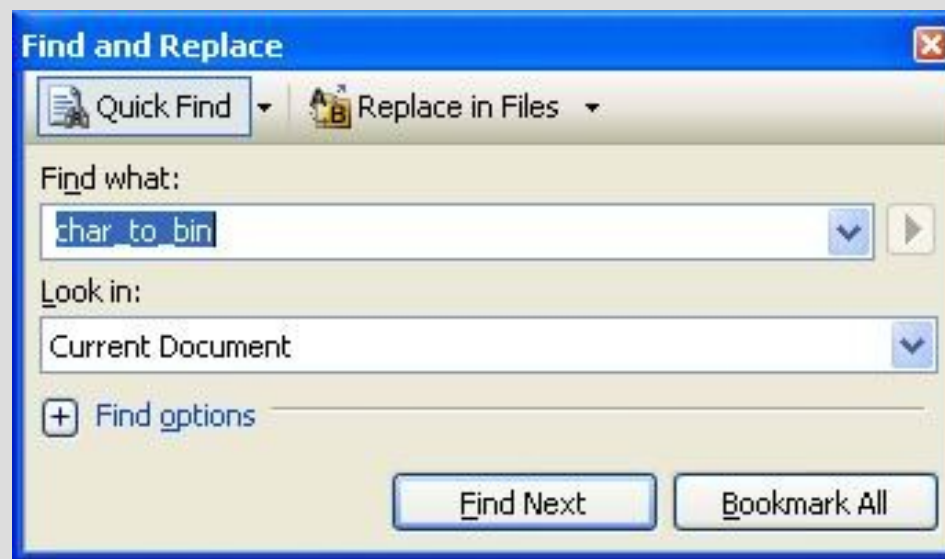 Find and Replace
Quick Find Replace in Files
Find what:
char_to_bin
Look in:
Current Document
Find options
Find Next Bookmark All